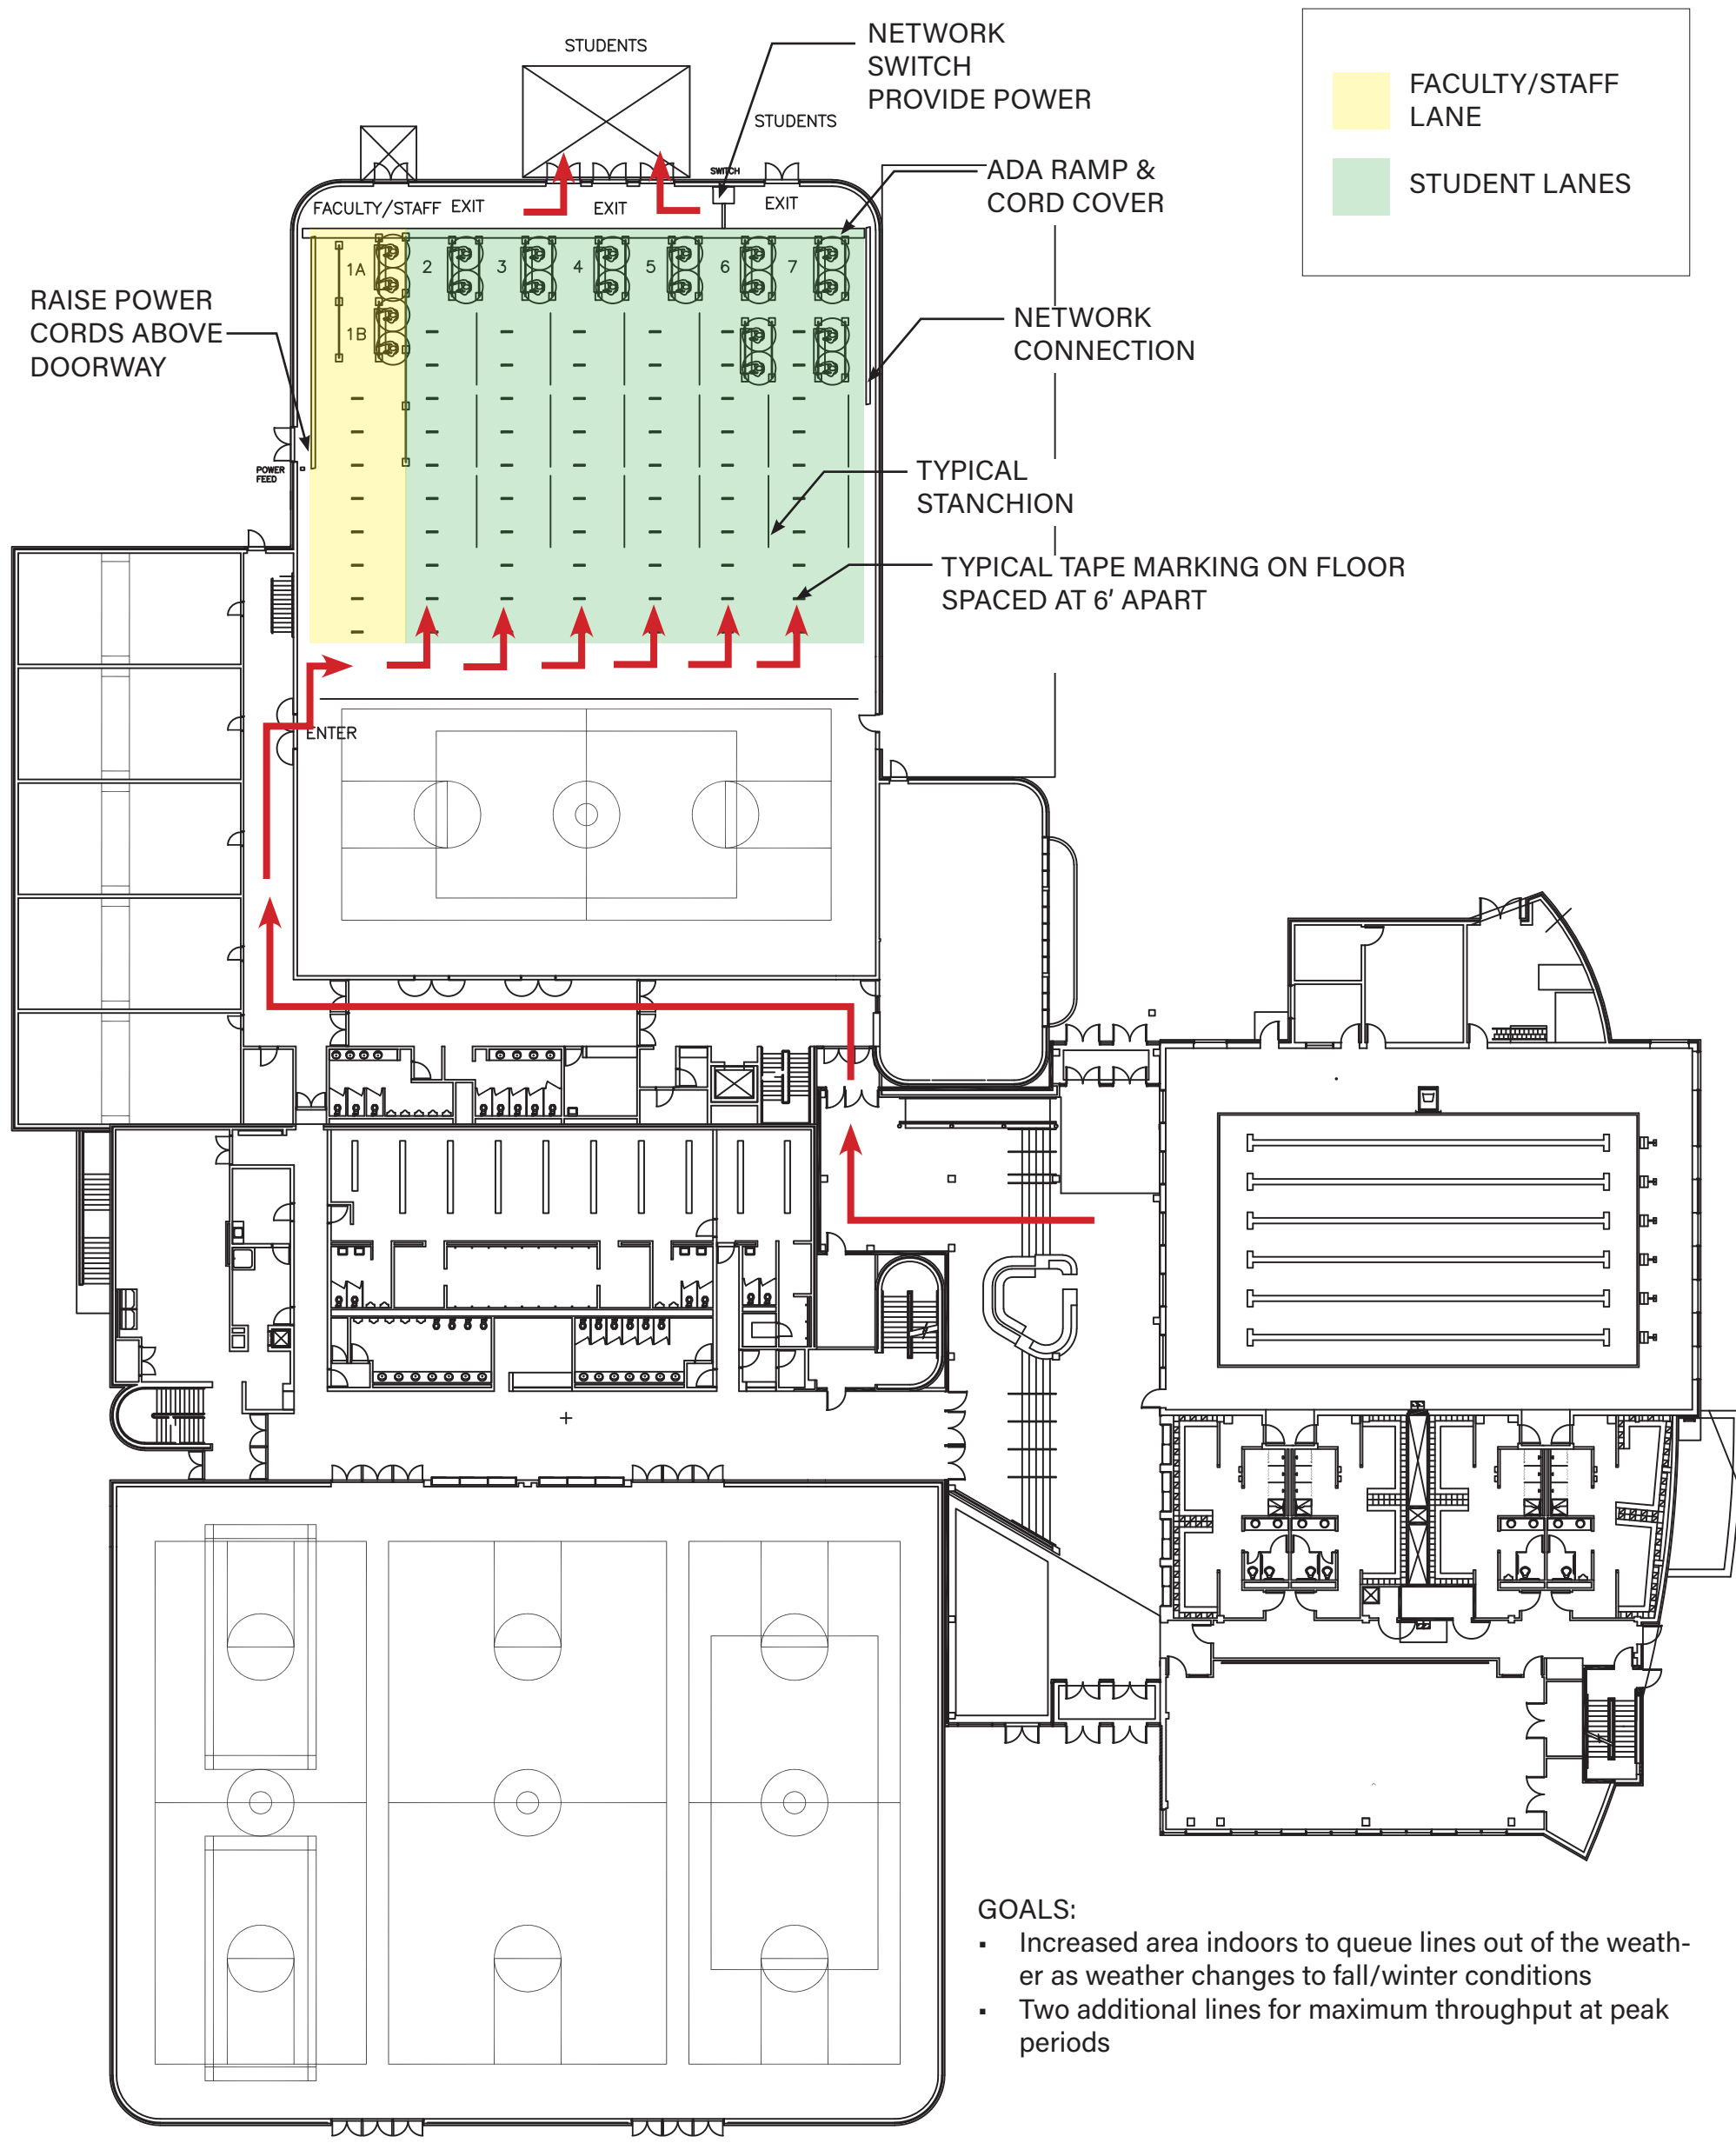 STUDENTS
NETWORK
SWITCH
PROVIDE POWER
STUDENTS
FACULTY/STAFF
LANE
STUDENT LANES
SWITCH
ADA RAMP &
CORD COVER
FACULTY/STAFF
EXIT
EXIT
EXIT
1A
2
3
4
5
6
7
1B
RAISE POWER
CORDS ABOVE
DOORWAY
NETWORK
CONNECTION
POWER
FEED
TYPICAL
STANCHION
TYPICAL TAPE MARKING ON FLOOR
SPACED AT 6' APART
ENTER
GOALS:
▪ Increased area indoors to queue lines out of the weath-
er as weather changes to fall/winter conditions
▪ Two additional lines for maximum throughput at peak
periods